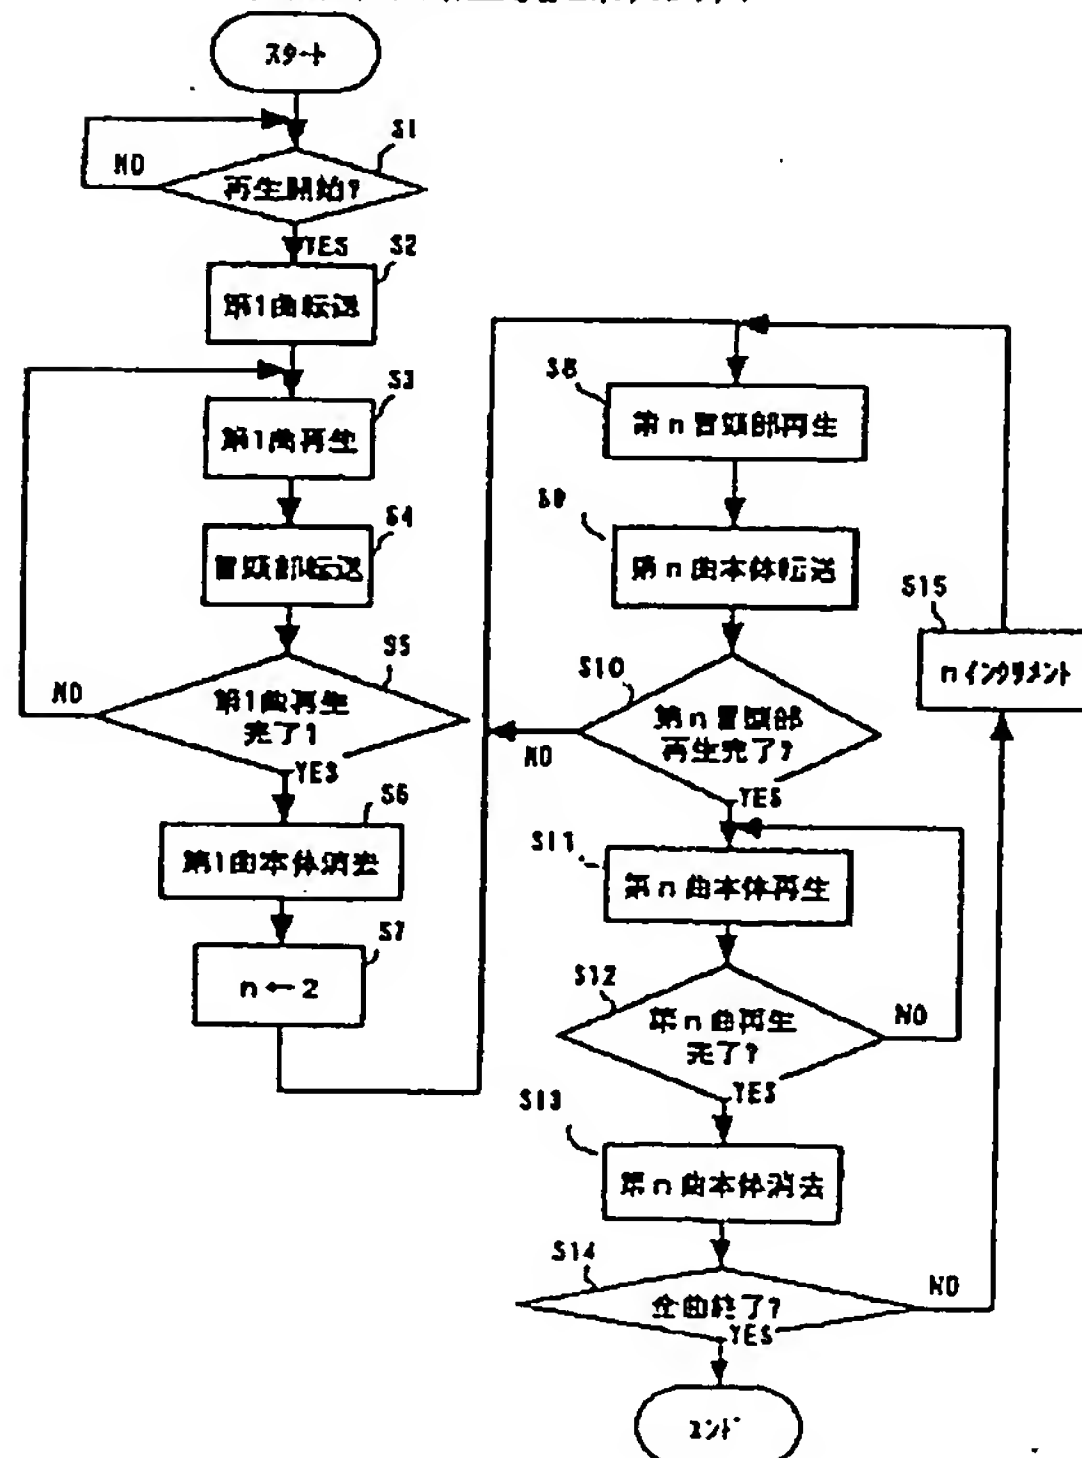 スタート
S1
NO
再生開始?
YES
S2
第1曲転送
S3
第1曲再生
S4
冒頭部転送
S5
NO
第1曲再生
完了?
YES
S6
第1曲本体消去
S7
n←2
S8
第n冒頭部再生
S9
第n曲本体転送
S10
第n冒頭部
再生完了?
NO
YES
S11
第n曲本体再生
S12
第n曲再生
完了?
NO
YES
S13
第n曲本体消去
S14
全曲終了?
NO
YES
S15
nインクリメント
エンド